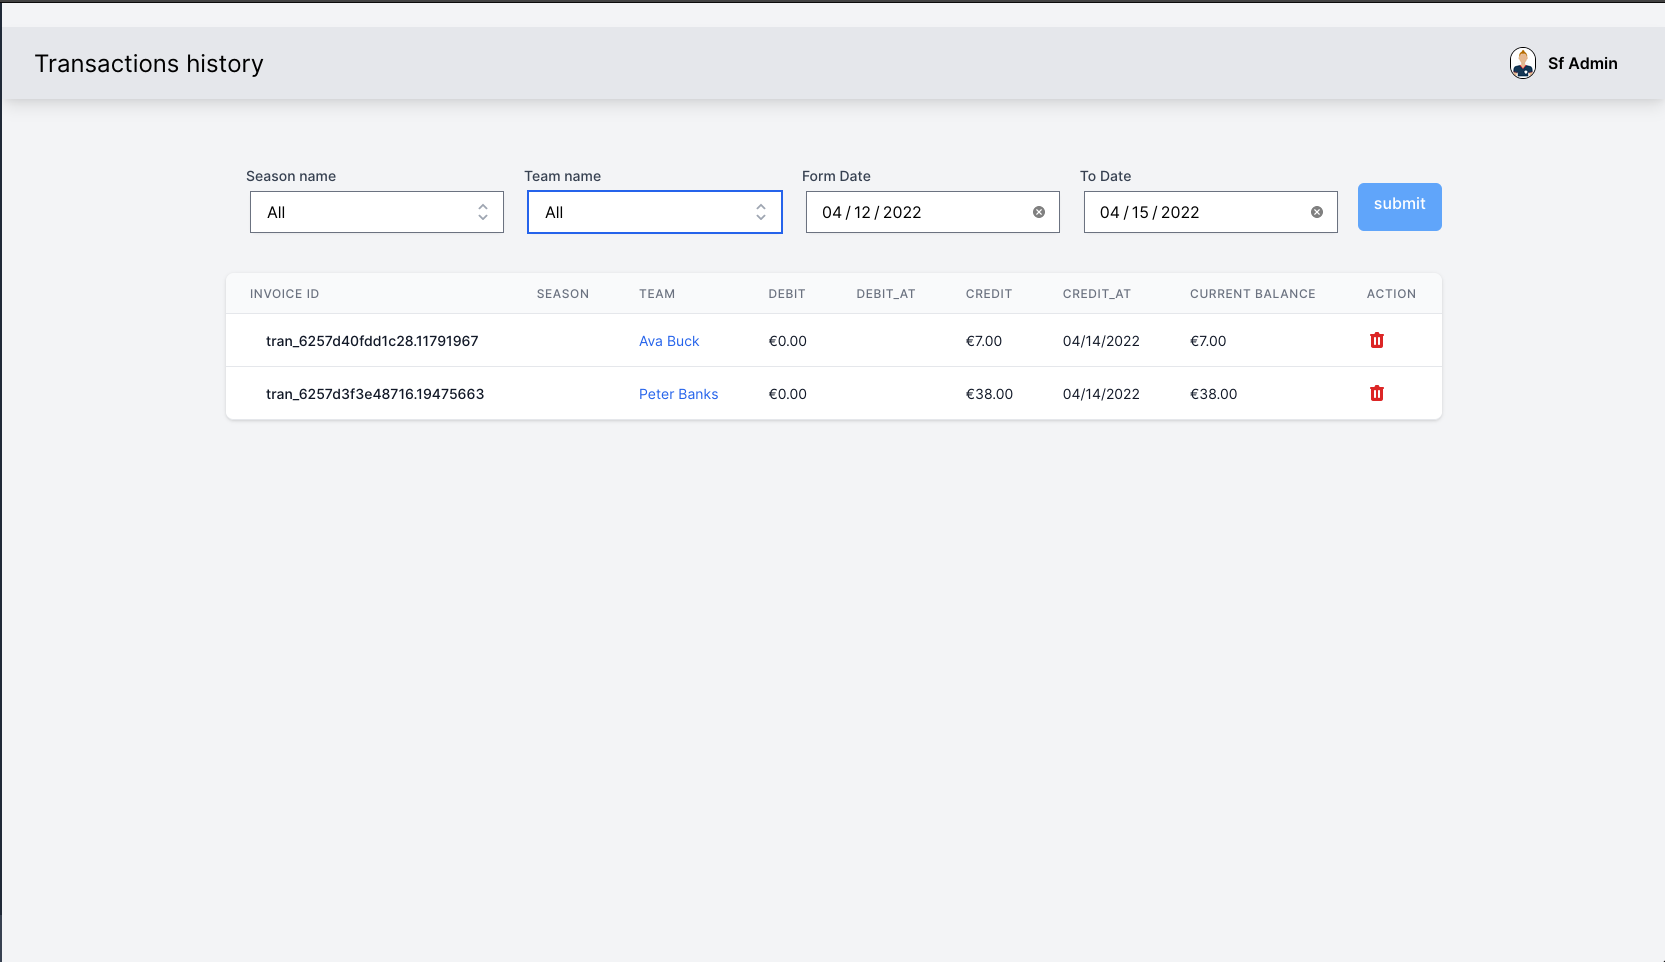 Transactions history
Sf Admin
Season name Team name Form Date To Date
All All 04/12/2022 04/15/2022 submit
INVOICE ID SEASON TEAM DEBIT DEBIT_AT CREDIT CREDIT_AT CURRENT BALANCE ACTION
tran_6257d40fdd1c28.11791967 Ava Buck €0.00 €7.00 04/14/2022 €7.00
tran_6257d3f3e48716.19475663 Peter Banks €0.00 €38.00 04/14/2022 €38.00